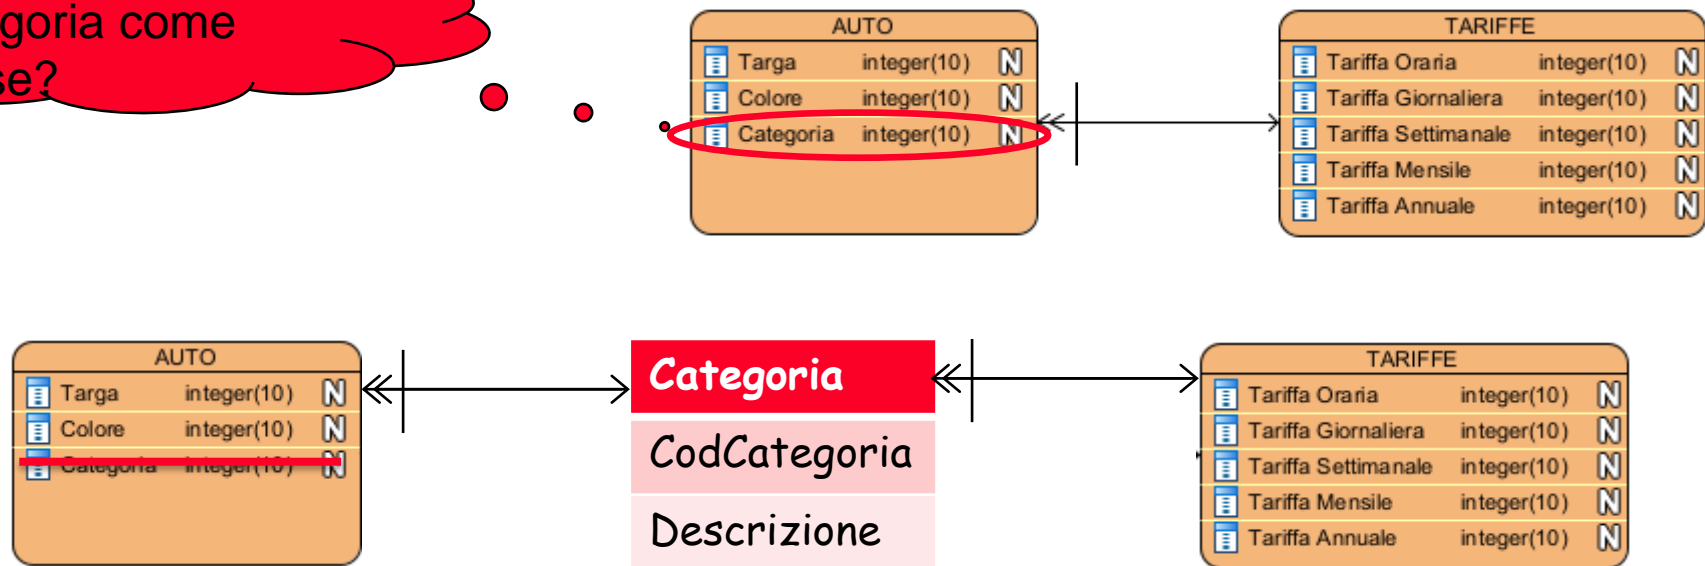 goria come
se?
AUTO
Targa integer(10) N
Colore integer(10) N
Categoria integer(10) N
TARIFFE
Tariffa Oraria integer(10) N
Tariffa Giornaliera integer(10) N
Tariffa Settimanale integer(10) N
Tariffa Mensile integer(10) N
Tariffa Annuale integer(10) N
AUTO
Targa integer(10) N
Colore integer(10) N
Categoria integer(10) N
Categoria
CodCategoria
Descrizione
TARIFFE
Tariffa Oraria integer(10) N
Tariffa Giornaliera integer(10) N
Tariffa Settimanale integer(10) N
Tariffa Mensile integer(10) N
Tariffa Annuale integer(10) N